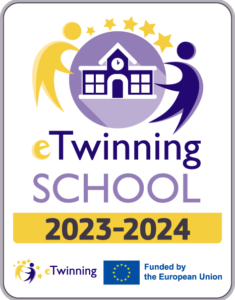 eTwinning
SCHOOL
2023-2024
eTwinning
Funded by
the European Union